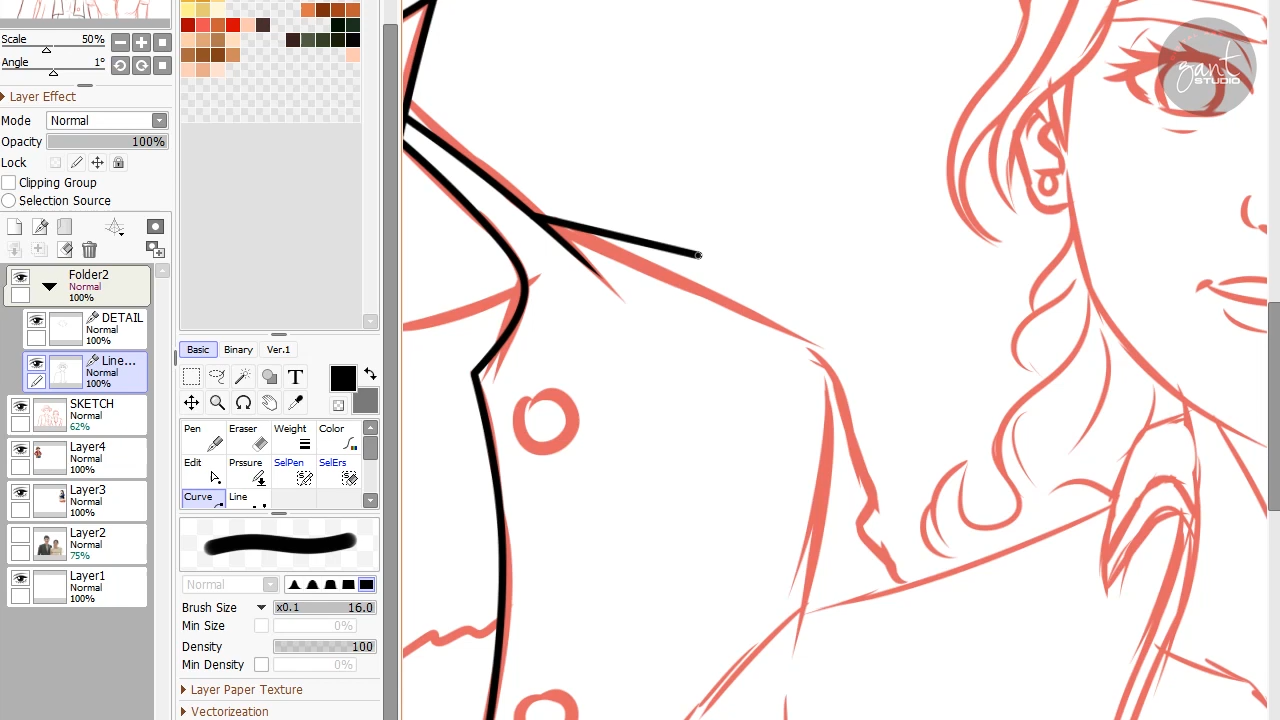 Scale 50%
Angle 1°
Layer Effect
Mode Normal
Opacity 100%
Lock
Clipping Group
Selection Source
Folder2
Normal
100%
DETAIL
Normal
100%
Line...
Normal
100%
SKETCH
Normal
62%
Layer4
Normal
100%
Layer3
Normal
100%
Layer2
Normal
75%
Layer1
Normal
100%
Basic Binary Ver.1
T
Pen Eraser Weight Color
Edit Prssure SelPen SelErs
Curve Line
Normal
Brush Size x0.1 16.0
Min Size 0%
Density 100
Min Density 0%
Layer Paper Texture
Vectorizeation
gant
STUDIO